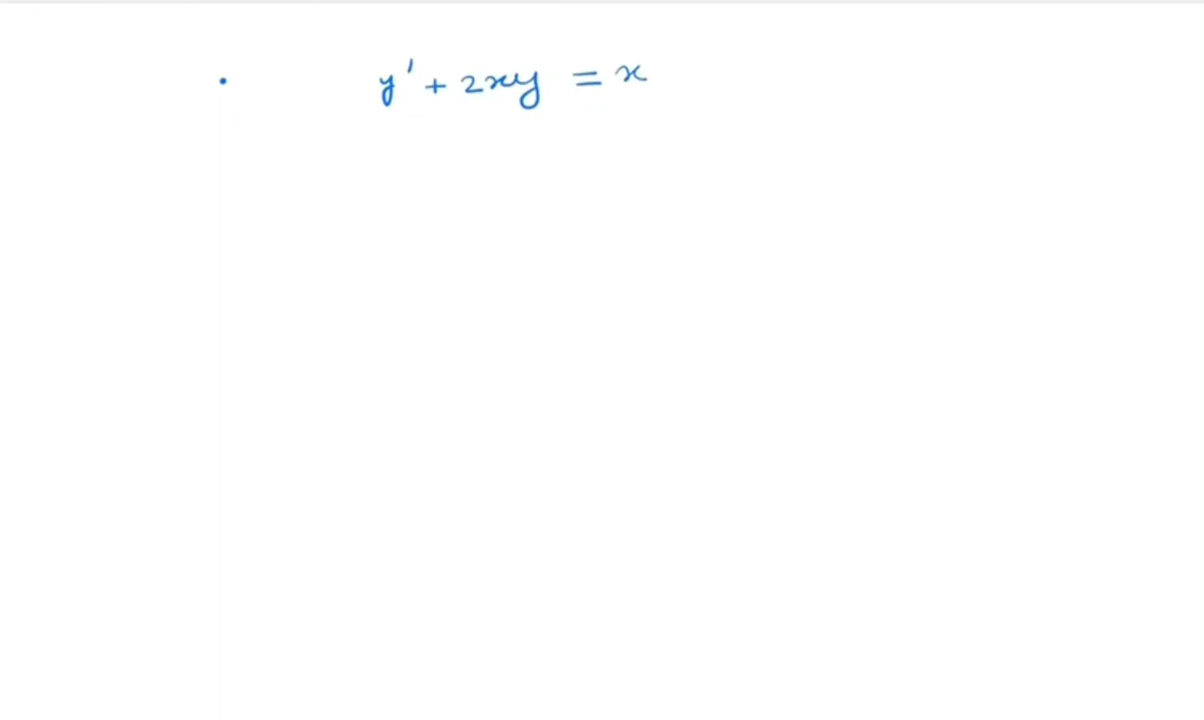 y' + 2xy = x